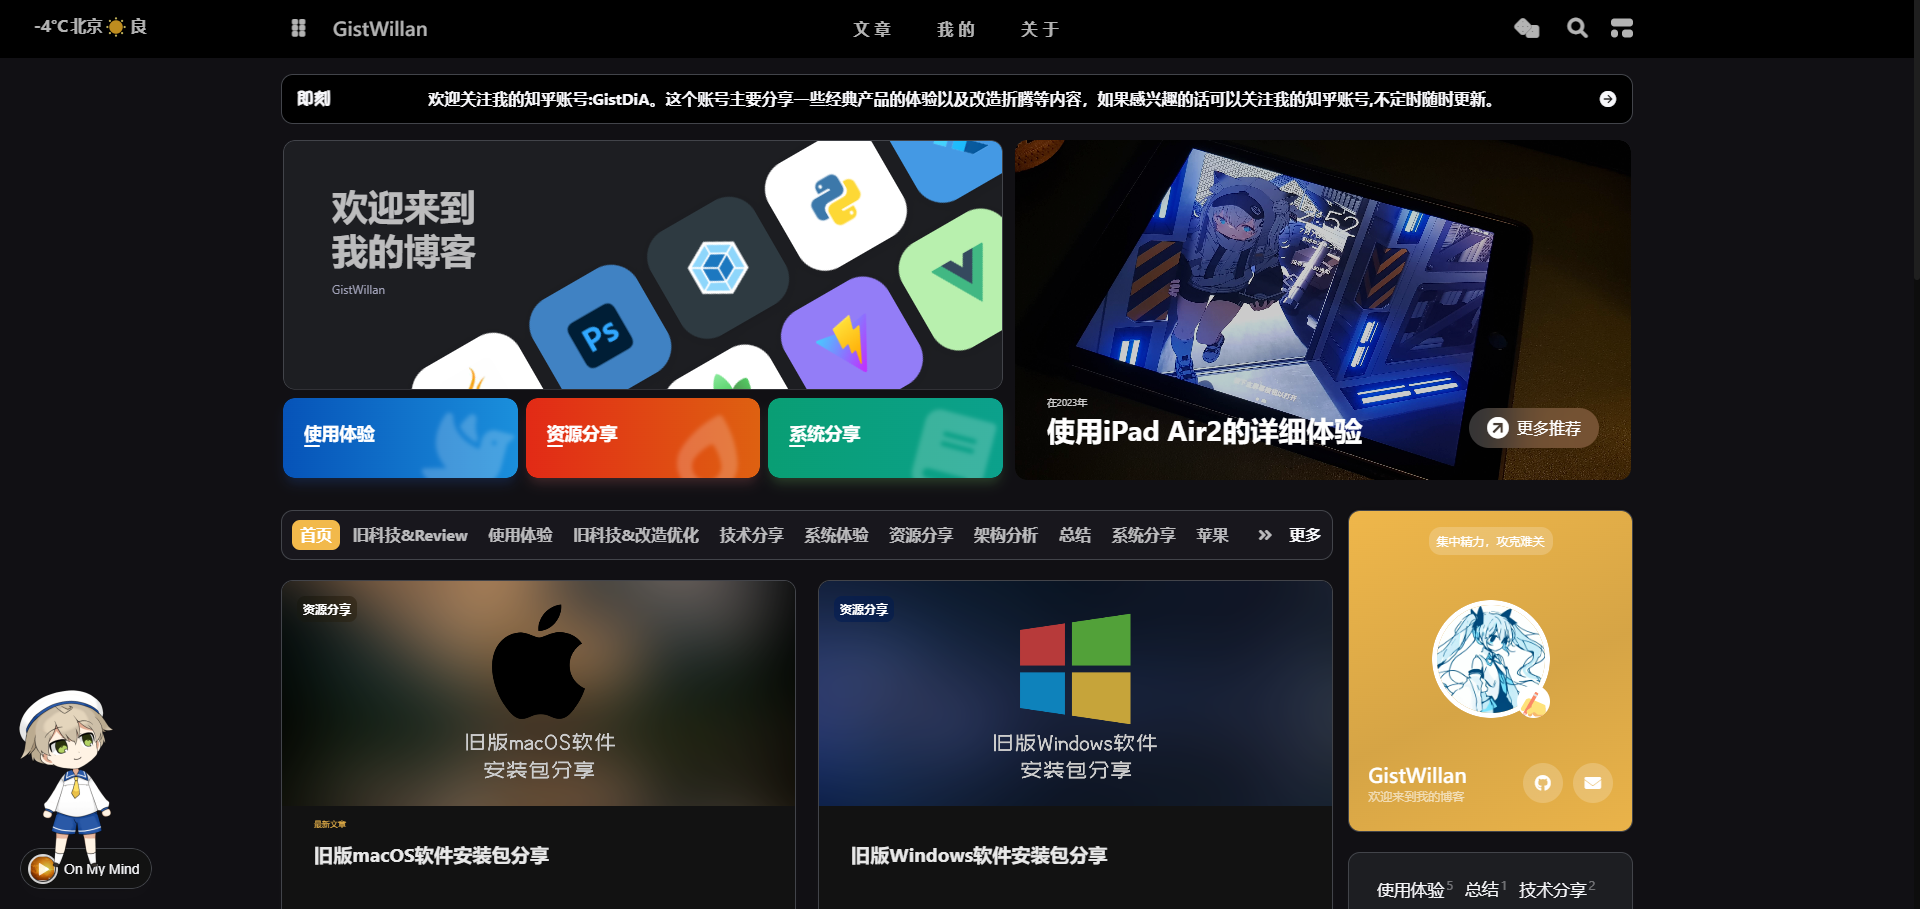 -4℃北京 良
GistWillan
文章 我的 关于
即刻
欢迎关注我的知乎账号:GistDiA。这个账号主要分享一些经典产品的体验以及改造折腾等内容，如果感兴趣的话可以关注我的知乎账号,不定时随时更新。
欢迎来到
我的博客
GistWillan
Ps
使用体验
资源分享
系统分享
在2023年
使用iPad Air2的详细体验
更多推荐
首页 旧科技&Review 使用体验 旧科技&改造优化 技术分享 系统体验 资源分享 架构分析 总结 系统分享 苹果 更多
资源分享
旧版macOS软件
安装包分享
最新文章
旧版macOS软件安装包分享
资源分享
旧版Windows软件
安装包分享
旧版Windows软件安装包分享
集中精力，攻克难关
GistWillan
欢迎来到我的博客
使用体验5 总结1 技术分享2
On My Mind